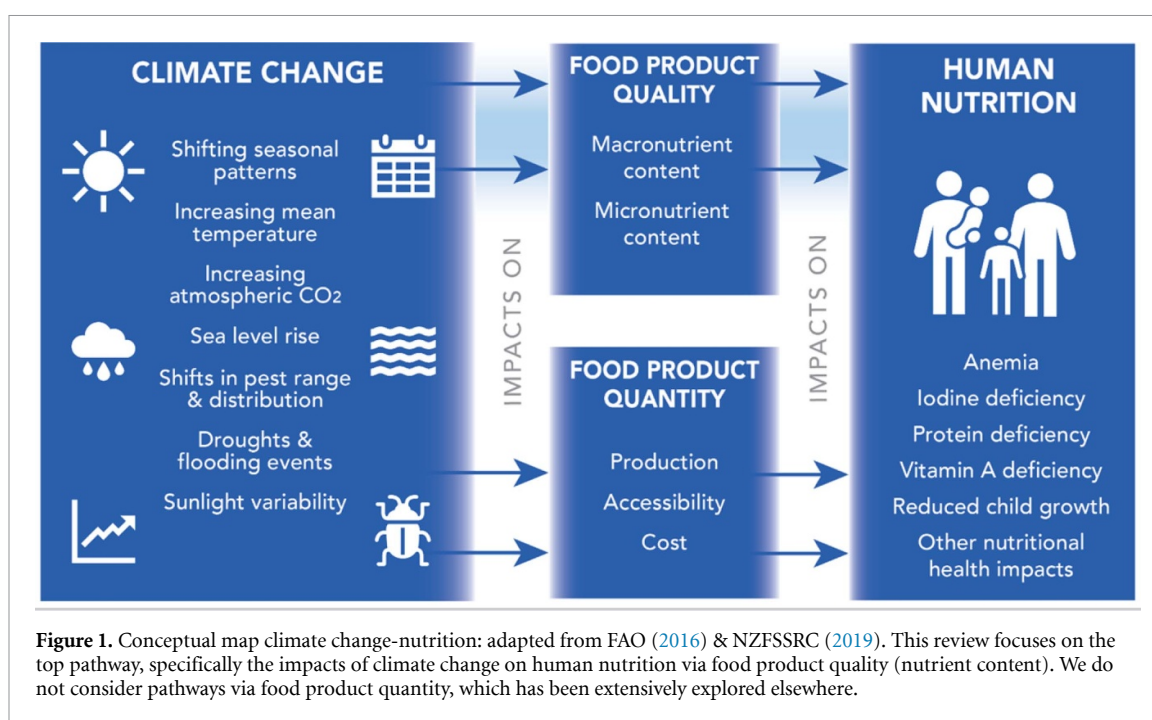 CLIMATE CHANGE
Shifting seasonal
patterns
Increasing mean
temperature
Increasing
atmospheric CO2
Sea level rise
Shifts in pest range
& distribution
Droughts &
flooding events
Sunlight variability
IMPACTS ON
FOOD PRODUCT
QUALITY
Macronutrient
content
Micronutrient
content
FOOD PRODUCT
QUANTITY
Production
Accessibility
Cost
IMPACTS ON
HUMAN
NUTRITION
Anemia
Iodine deficiency
Protein deficiency
Vitamin A deficiency
Reduced child growth
Other nutritional
health impacts
Figure 1. Conceptual map climate change-nutrition: adapted from FAO (2016) & NZFSSRC (2019). This review focuses on the
top pathway, specifically the impacts of climate change on human nutrition via food product quality (nutrient content). We do
not consider pathways via food product quantity, which has been extensively explored elsewhere.